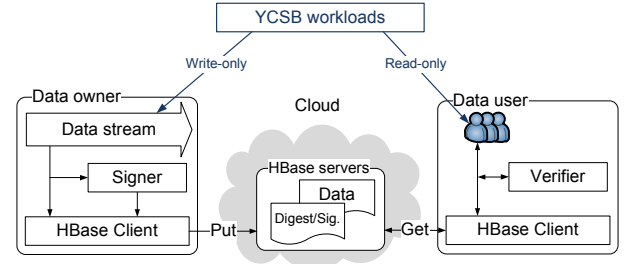 YCSB workloads
Write-only
Read-only
Data owner
Cloud
Data user
Data stream
HBase servers
Signer
Data
Verifier
Digest/Sig.
HBase Client
Put
Get
HBase Client